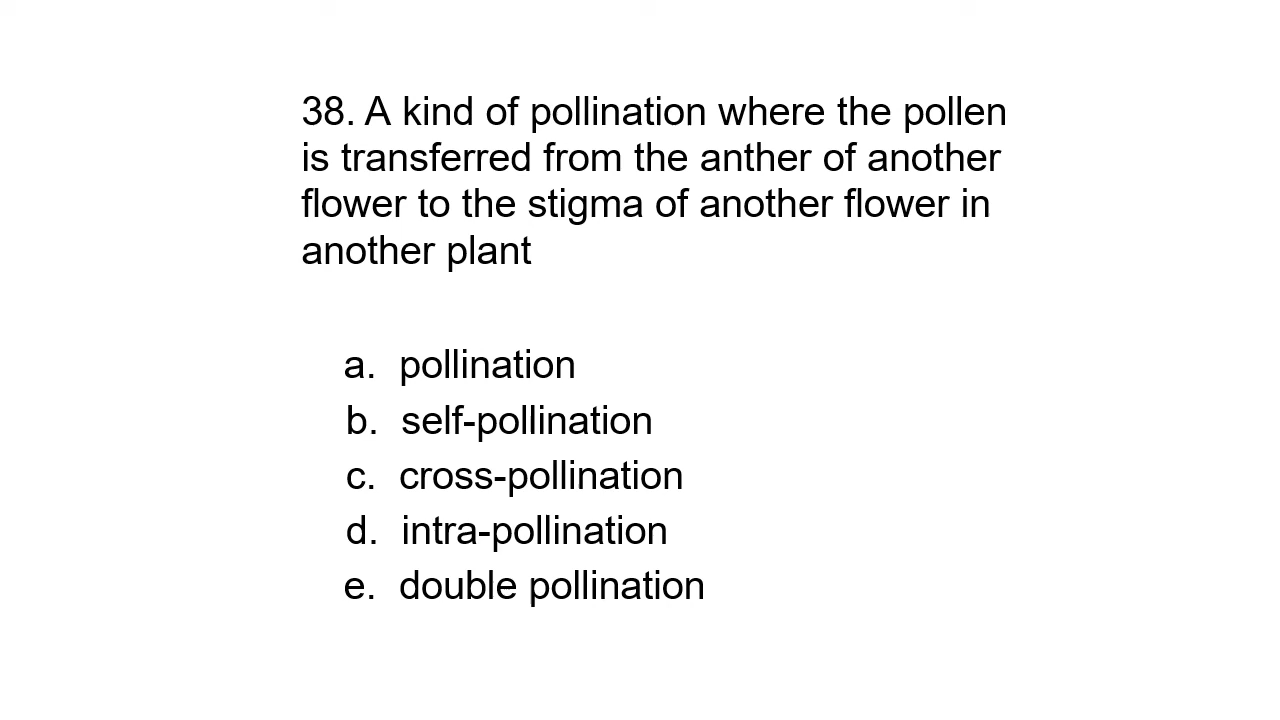 38. A kind of pollination where the pollen
is transferred from the anther of another
flower to the stigma of another flower in
another plant
a. pollination
b. self-pollination
c. cross-pollination
d. intra-pollination
e. double pollination